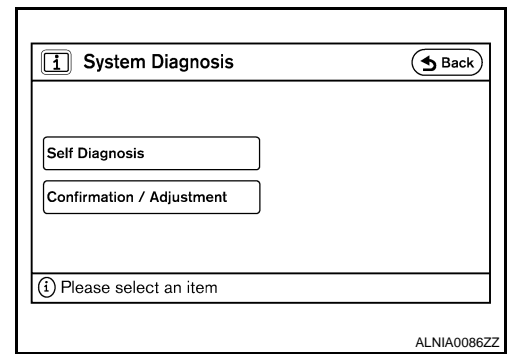 i System Diagnosis
Back
Self Diagnosis
Confirmation / Adjustment
i Please select an item
ALNIA0086ZZ